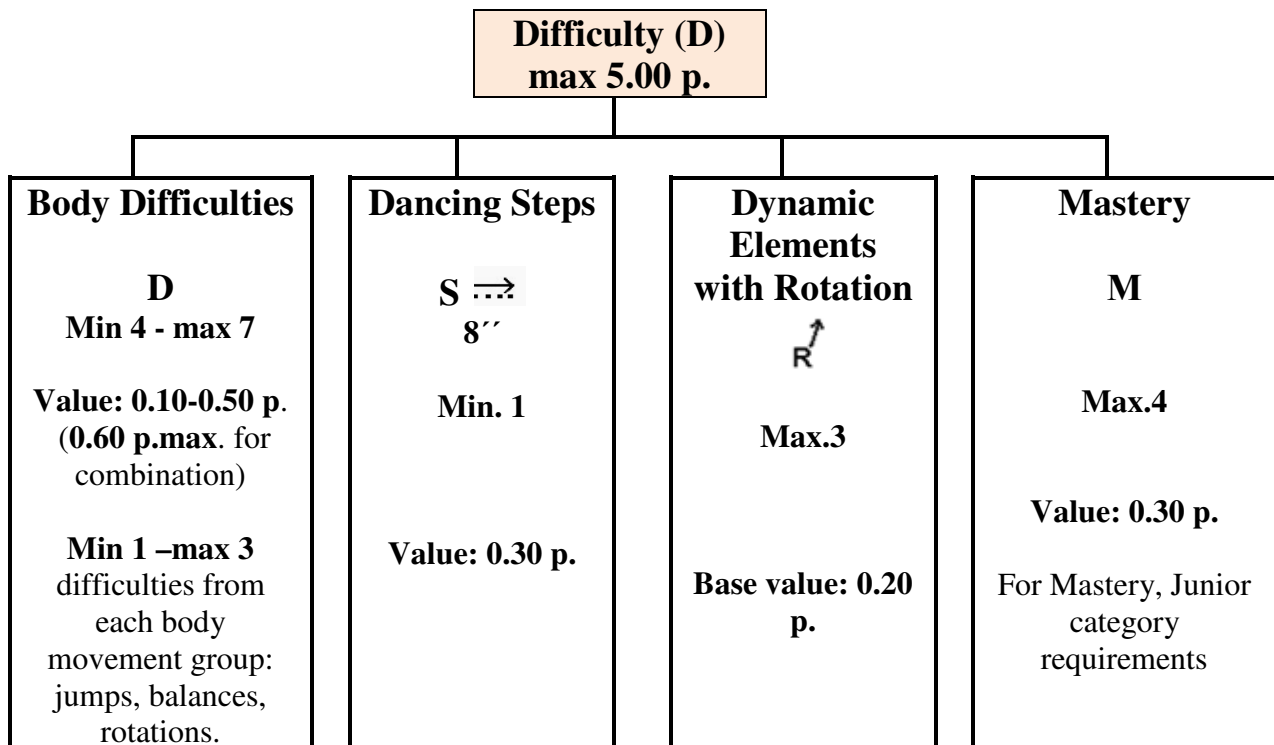 Difficulty (D)
max 5.00 p.
Body Difficulties
D
Min 4 - max 7
Value: 0.10-0.50 p.
(0.60 p.max. for
combination)
Min 1 –max 3
difficulties from
each body
movement group:
jumps, balances,
rotations.
Dancing Steps
S
8´´
Min. 1
Value: 0.30 p.
Dynamic
Elements
with Rotation
R
Max.3
Base value: 0.20
p.
Mastery
M
Max.4
Value: 0.30 p.
For Mastery, Junior
category
requirements